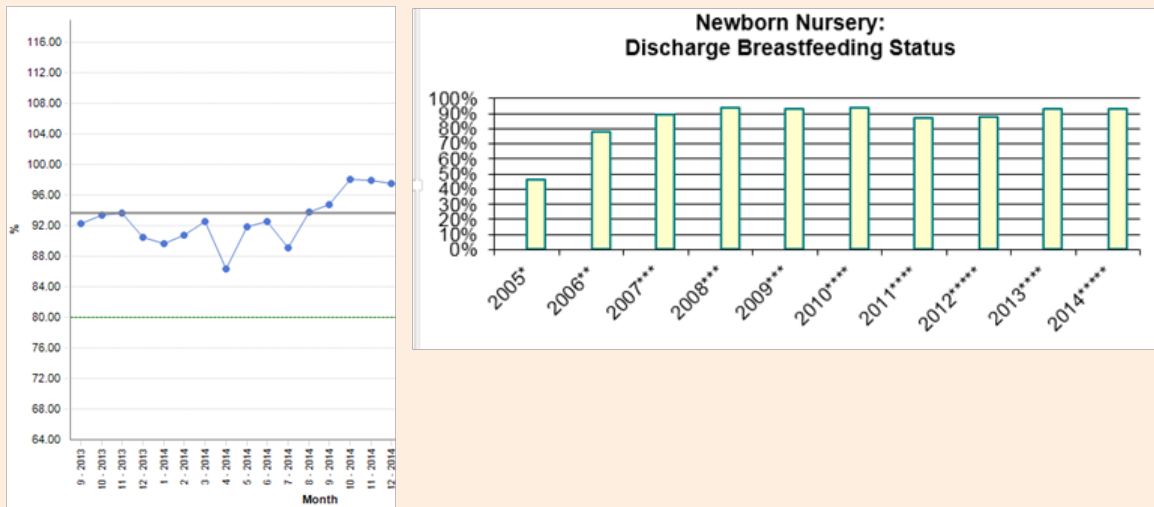 116.00
112.00
108.00
104.00
100.00
96.00
92.00
88.00
84.00
80.00
76.00
72.00
68.00
64.00
%
9 - 2013
10 - 2013
11 - 2013
12 - 2013
1 - 2014
2 - 2014
3 - 2014
4 - 2014
5 - 2014
6 - 2014
7 - 2014
8 - 2014
9 - 2014
10 - 2014
11 - 2014
12 - 2014
Month
Newborn Nursery:
Discharge Breastfeeding Status
100%
90%
80%
70%
60%
50%
40%
30%
20%
10%
0%
2005*
2006**
2007***
2008***
2009***
2010****
2011****
2012*****
2013****
2014*****